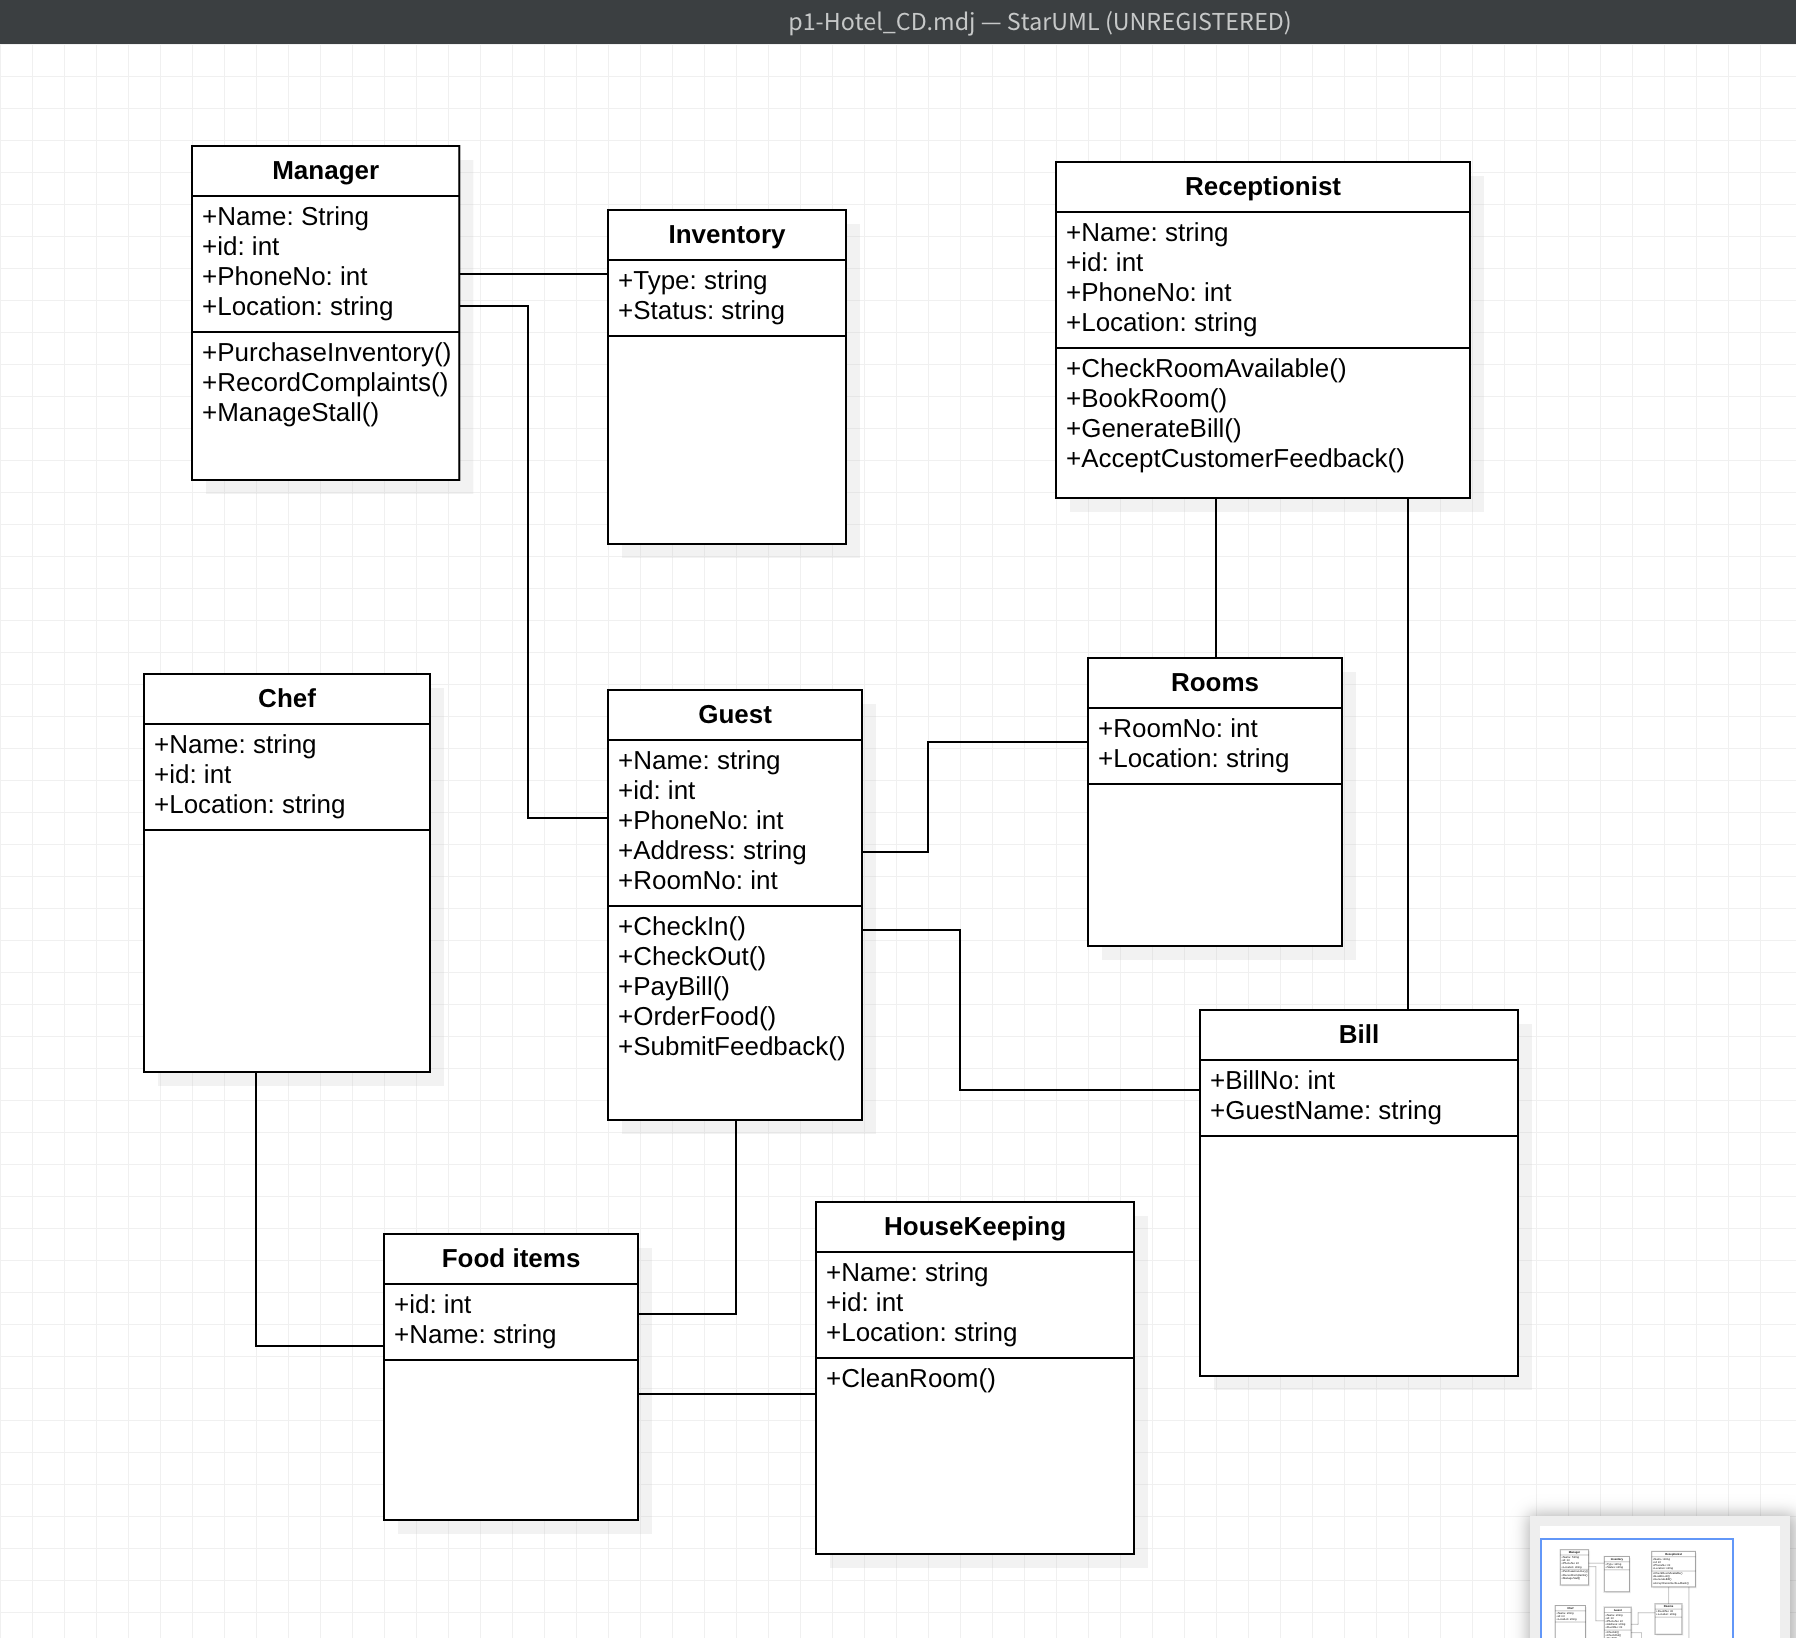 p1-Hotel_CD.mdj — StarUML (UNREGISTERED)
Manager
+Name: String
+id: int
+PhoneNo: int
+Location: string
+PurchaseInventory()
+RecordComplaints()
+ManageStall()
Inventory
+Type: string
+Status: string
Receptionist
+Name: string
+id: int
+PhoneNo: int
+Location: string
+CheckRoomAvailable()
+BookRoom()
+GenerateBill()
+AcceptCustomerFeedback()
Chef
+Name: string
+id: int
+Location: string
Guest
+Name: string
+id: int
+PhoneNo: int
+Address: string
+RoomNo: int
+CheckIn()
+CheckOut()
+PayBill()
+OrderFood()
+SubmitFeedback()
Rooms
+RoomNo: int
+Location: string
Bill
+BillNo: int
+GuestName: string
Food items
+id: int
+Name: string
HouseKeeping
+Name: string
+id: int
+Location: string
+CleanRoom()